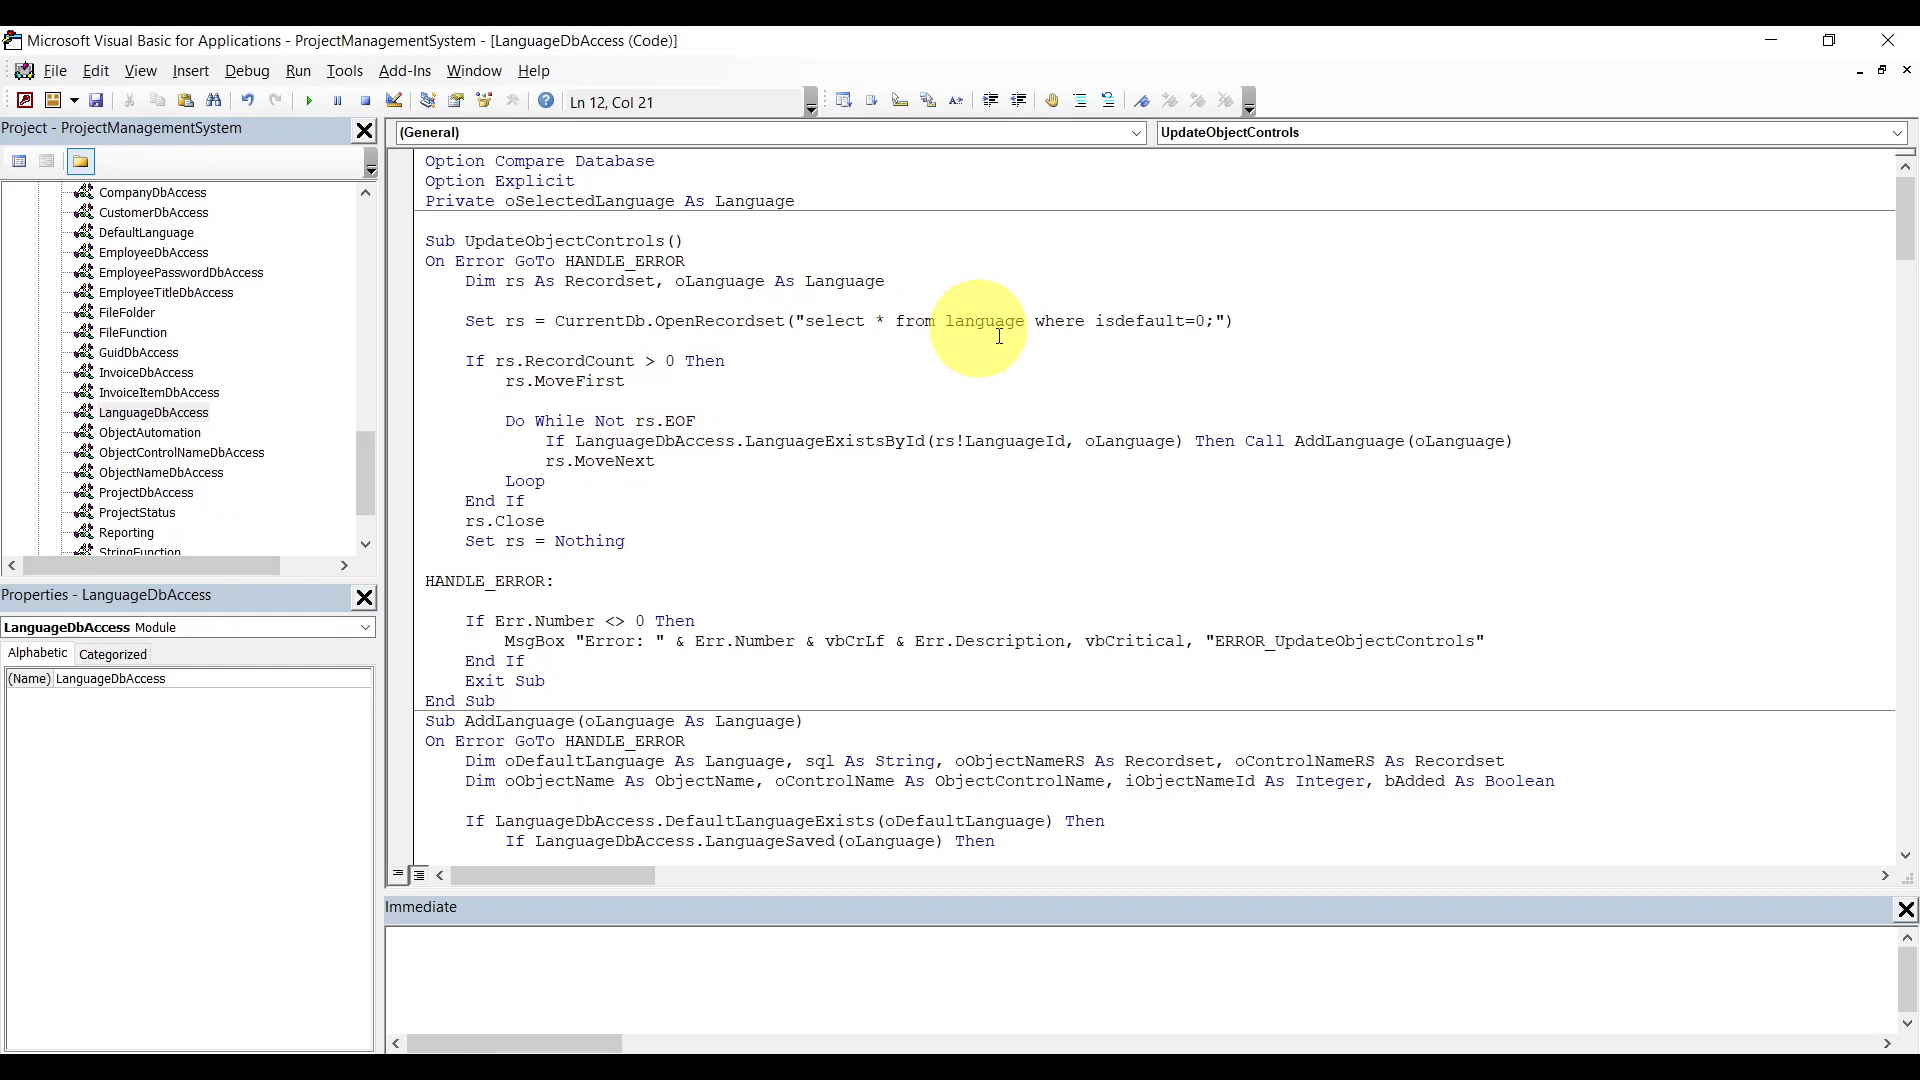 Microsoft Visual Basic for Applications - ProjectManagementSystem - [LanguageDbAccess (Code)]
File Edit View Insert Debug Run Tools Add-Ins Window Help
Ln 12, Col 21
Project - ProjectManagementSystem
CompanyDbAccess
CustomerDbAccess
DefaultLanguage
EmployeeDbAccess
EmployeePasswordDbAccess
EmployeeTitleDbAccess
FileFolder
FileFunction
GuidDbAccess
InvoiceDbAccess
InvoiceItemDbAccess
LanguageDbAccess
ObjectAutomation
ObjectControlNameDbAccess
ObjectNameDbAccess
ProjectDbAccess
ProjectStatus
Reporting
StringFunction
Properties - LanguageDbAccess
LanguageDbAccess Module
Alphabetic Categorized
(Name) LanguageDbAccess
(General) UpdateObjectControls
Option Compare Database
Option Explicit
Private oSelectedLanguage As Language
Sub UpdateObjectControls()
On Error GoTo HANDLE_ERROR
Dim rs As Recordset, oLanguage As Language
Set rs = CurrentDb.OpenRecordset("select * from language where isdefault=0;")
If rs.RecordCount > 0 Then
rs.MoveFirst
Do While Not rs.EOF
If LanguageDbAccess.LanguageExistsById(rs!LanguageId, oLanguage) Then Call AddLanguage(oLanguage)
rs.MoveNext
Loop
End If
rs.Close
Set rs = Nothing
HANDLE_ERROR:
If Err.Number <> 0 Then
MsgBox "Error: " & Err.Number & vbCrLf & Err.Description, vbCritical, "ERROR_UpdateObjectControls"
End If
Exit Sub
End Sub
Sub AddLanguage(oLanguage As Language)
On Error GoTo HANDLE_ERROR
Dim oDefaultLanguage As Language, sql As String, oObjectNameRS As Recordset, oControlNameRS As Recordset
Dim oObjectName As ObjectName, oControlName As ObjectControlName, iObjectNameId As Integer, bAdded As Boolean
If LanguageDbAccess.DefaultLanguageExists(oDefaultLanguage) Then
If LanguageDbAccess.LanguageSaved(oLanguage) Then
Immediate